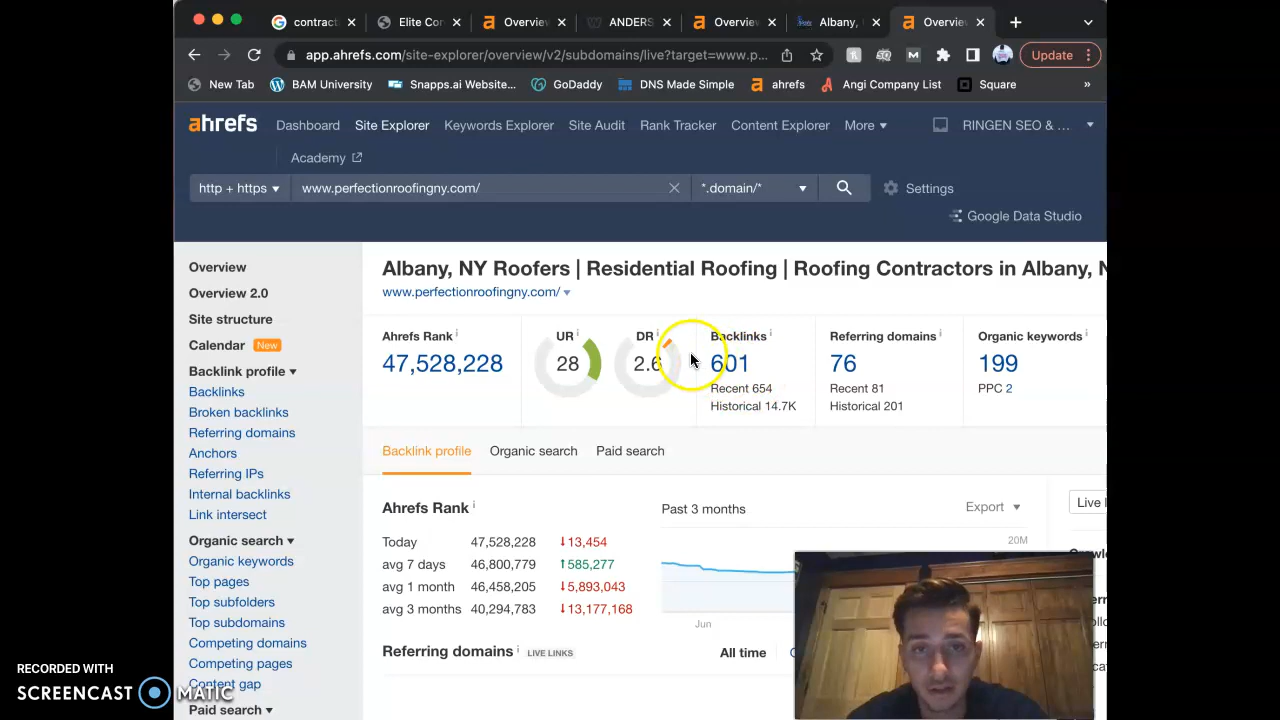 contract
Elite Con
Overview
ANDERS
Overview
Albany,
Overview
app.ahrefs.com/site-explorer/overview/v2/subdomains/live?target=www.p...
Update
New Tab
BAM University
Snapps.ai Website...
GoDaddy
DNS Made Simple
ahrefs
Angi Company List
Square
»
ahrefs
Dashboard
Site Explorer
Keywords Explorer
Site Audit
Rank Tracker
Content Explorer
More
RINGEN SEO & ...
Academy
http + https
www.perfectionroofingny.com/
*.domain/*
Settings
Google Data Studio
Overview
Overview 2.0
Site structure
Calendar New
Backlink profile
Backlinks
Broken backlinks
Referring domains
Anchors
Referring IPs
Internal backlinks
Link intersect
Organic search
Organic keywords
Top pages
Top subfolders
Top subdomains
Competing domains
Competing pages
Content gap
Paid search
Albany, NY Roofers | Residential Roofing | Roofing Contractors in Albany, N
www.perfectionroofingny.com/
Ahrefs Rank
47,528,228
UR
28
DR
2.6
Backlinks
601
Recent 654
Historical 14.7K
Referring domains
76
Recent 81
Historical 201
Organic keywords
199
PPC 2
Backlink profile
Organic search
Paid search
Ahrefs Rank
Today 47,528,228 ↓13,454
avg 7 days 46,800,779 ↑585,277
avg 1 month 46,458,205 ↓5,893,043
avg 3 months 40,294,783 ↓13,177,168
Past 3 months
Export
20M
Jun
Live
Referring domains LIVE LINKS
All time
RECORDED WITH
SCREENCAST MATIC